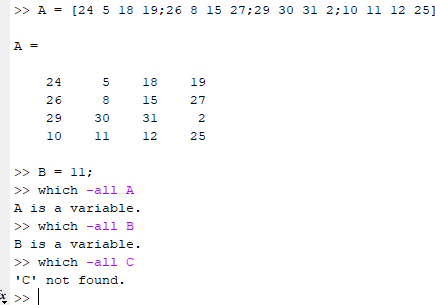 >> A = [24 5 18 19;26 8 15 27;29 30 31 2;10 11 12 25]
A =
24 5 18 19
26 8 15 27
29 30 31 2
10 11 12 25
>> B = 11;
>> which -all A
A is a variable.
>> which -all B
B is a variable.
>> which -all C
'C' not found.
fx >>